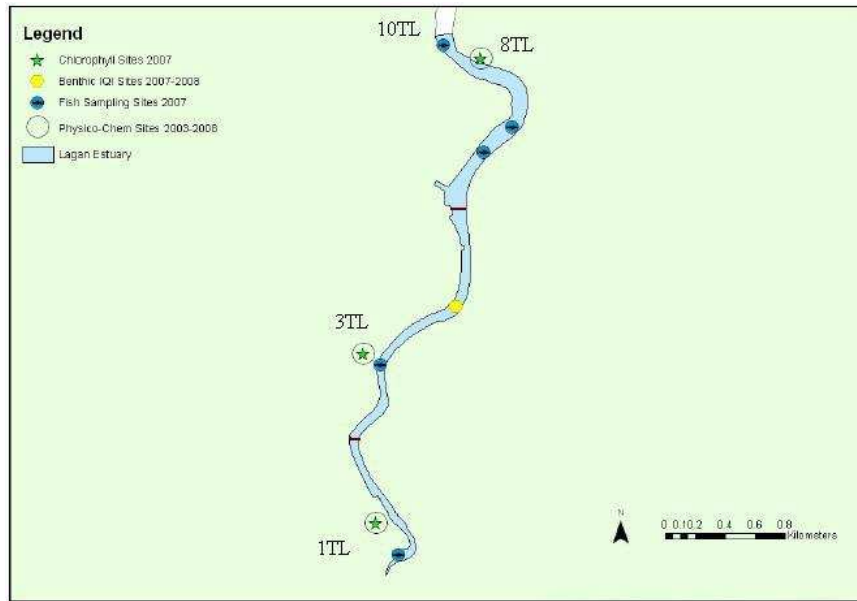 10TL
8TL
Legend
Chlorophyll Sites 2007
Benthic IQI Sites 2007-2008
Fish Sampling Sites 2007
Physico-Chem Sites 2003-2008
Lagan Estuary
3TL
1TL
N
0 0.10.2 0.4 0.6 0.8
Kilometers